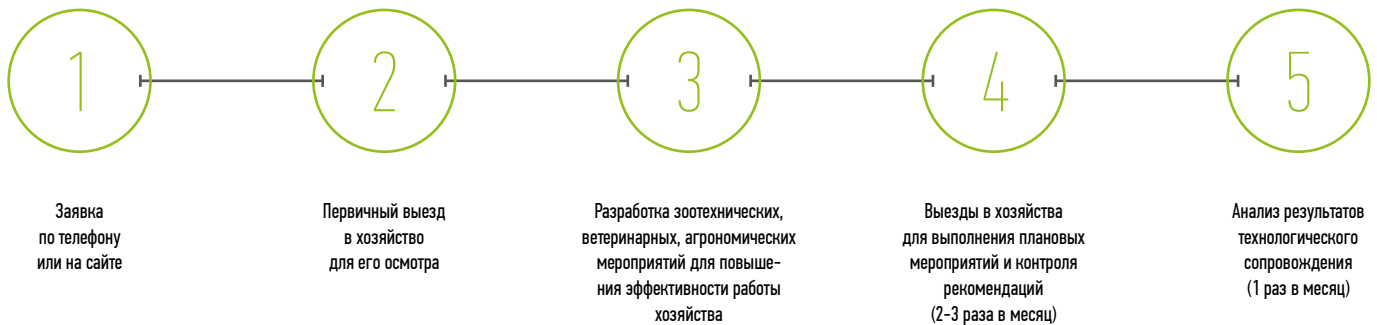 1
2
3
4
5
Заявка
по телефону
или на сайте
Первичный выезд
в хозяйство
для его осмотра
Разработка зоотехнических,
ветеринарных, агрономических
мероприятий для повыше-
ния эффективности работы
хозяйства
Выезды в хозяйства
для выполнения плановых
мероприятий и контроля
рекомендаций
(2-3 раза в месяц)
Анализ результатов
технологического
сопровождения
(1 раз в месяц)